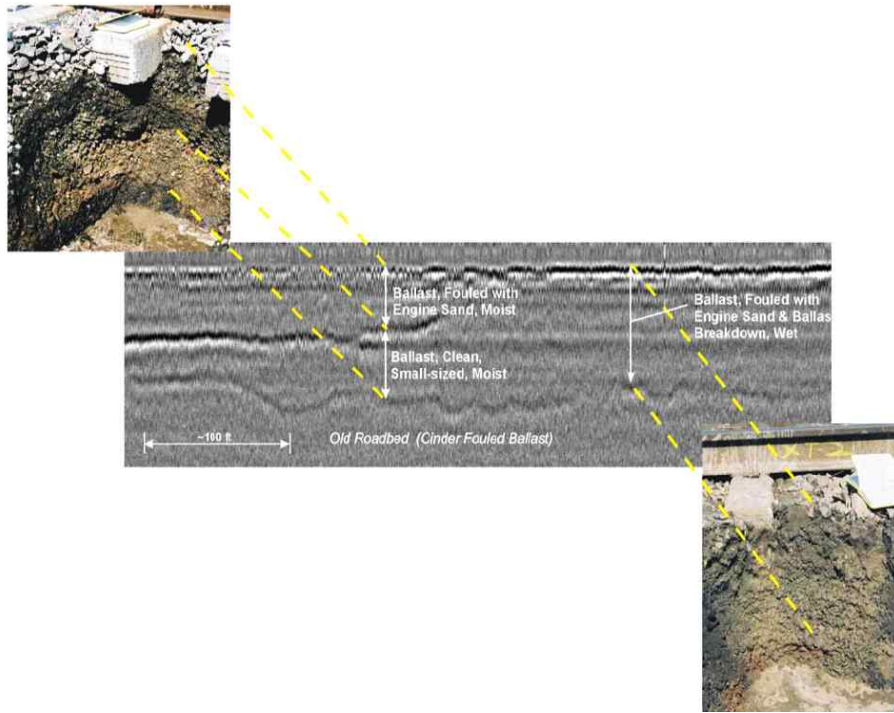 Ballast, Fouled with
Engine Sand, Moist
Ballast, Fouled with
Engine Sand & Ballas
Breakdown, Wet
Ballast, Clean,
Small-sized, Moist
~100 ft
Old Roadbed (Cinder Fouled Ballast)